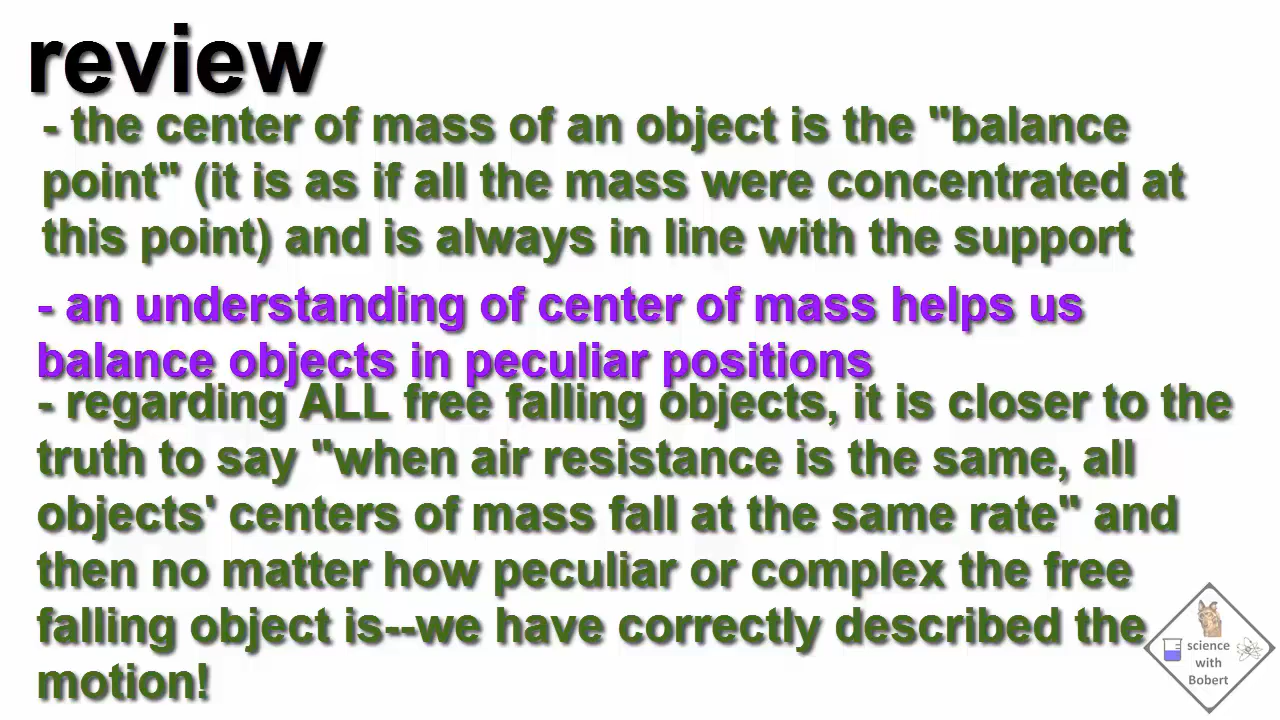 review
- the center of mass of an object is the "balance
point" (it is as if all the mass were concentrated at
this point) and is always in line with the support
- an understanding of center of mass helps us
balance objects in peculiar positions
- regarding ALL free falling objects, it is closer to the
truth to say "when air resistance is the same, all
objects' centers of mass fall at the same rate" and
then no matter how peculiar or complex the free
falling object is--we have correctly described the
motion!
science
with
Bobert